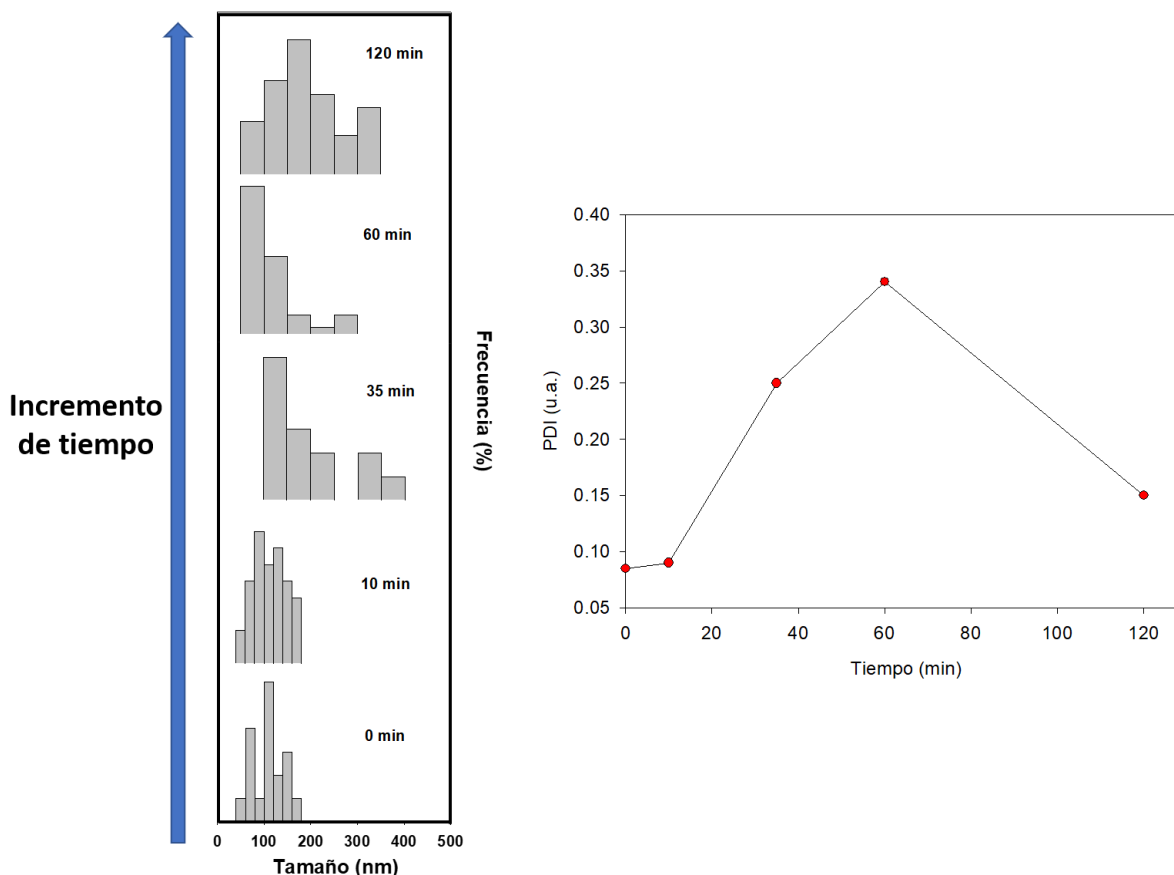 Incremento
de tiempo
120 min
60 min
35 min
10 min
0 min
Frecuencia (%)
0 100 200 300 400 500
Tamaño (nm)
0.40
0.35
0.30
0.25
0.20
0.15
0.10
0.05
PDI (u.a.)
0 20 40 60 80 100 120
Tiempo (min)